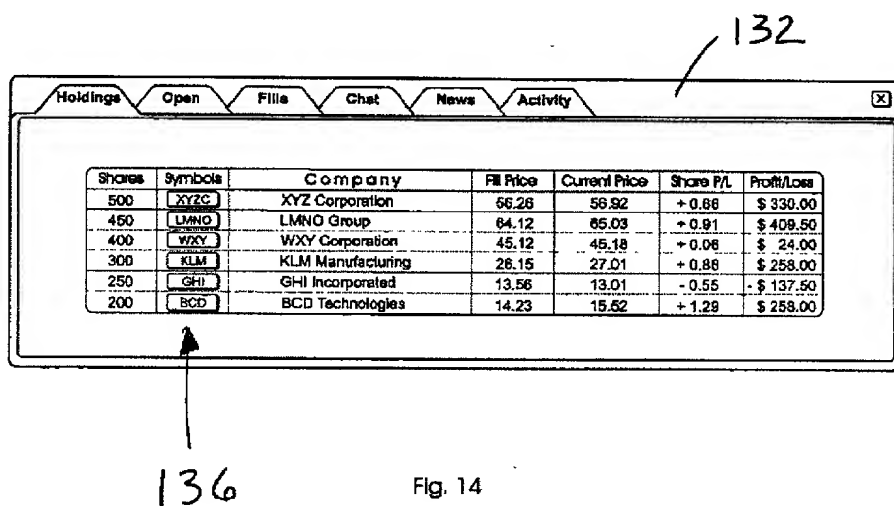 132
Holdings Open Fills Chat News Activity X
Shares Symbols Company Fill Price Current Price Share P/L Profit/Loss
500 XYZC XYZ Corporation 56.26 56.92 + 0.66 $ 330.00
450 LMNO LMNO Group 64.12 65.03 + 0.91 $ 409.50
400 WXY WXY Corporation 45.12 45.18 + 0.06 $ 24.00
300 KLM KLM Manufacturing 26.15 27.01 + 0.86 $ 258.00
250 GHI GHI Incorporated 13.56 13.01 - 0.55 - $ 137.50
200 BCD BCD Technologies 14.23 15.52 + 1.29 $ 258.00
136
Fig. 14